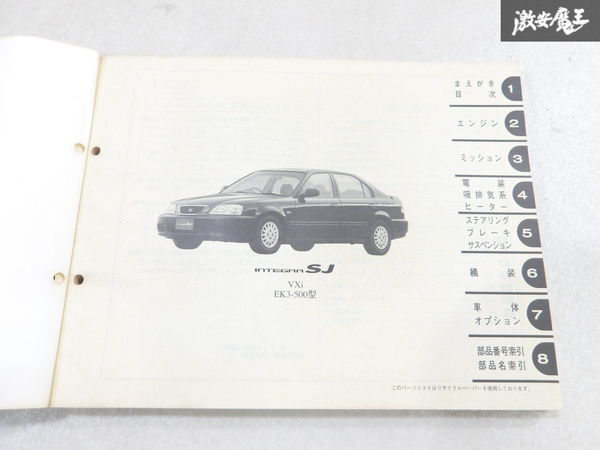 激安魔王
まえがき
目次
1
エンジン
2
ミッション
3
電装
吸排気系
ヒーター
4
ステアリング
ブレーキ
サスペンション
5
艤装
6
車体
オプション
7
部品番号索引
部品名索引
8
INTEGRA SJ
VXi
EK3-500型
このパーツリストはリサイクルペーパーを使用しております。